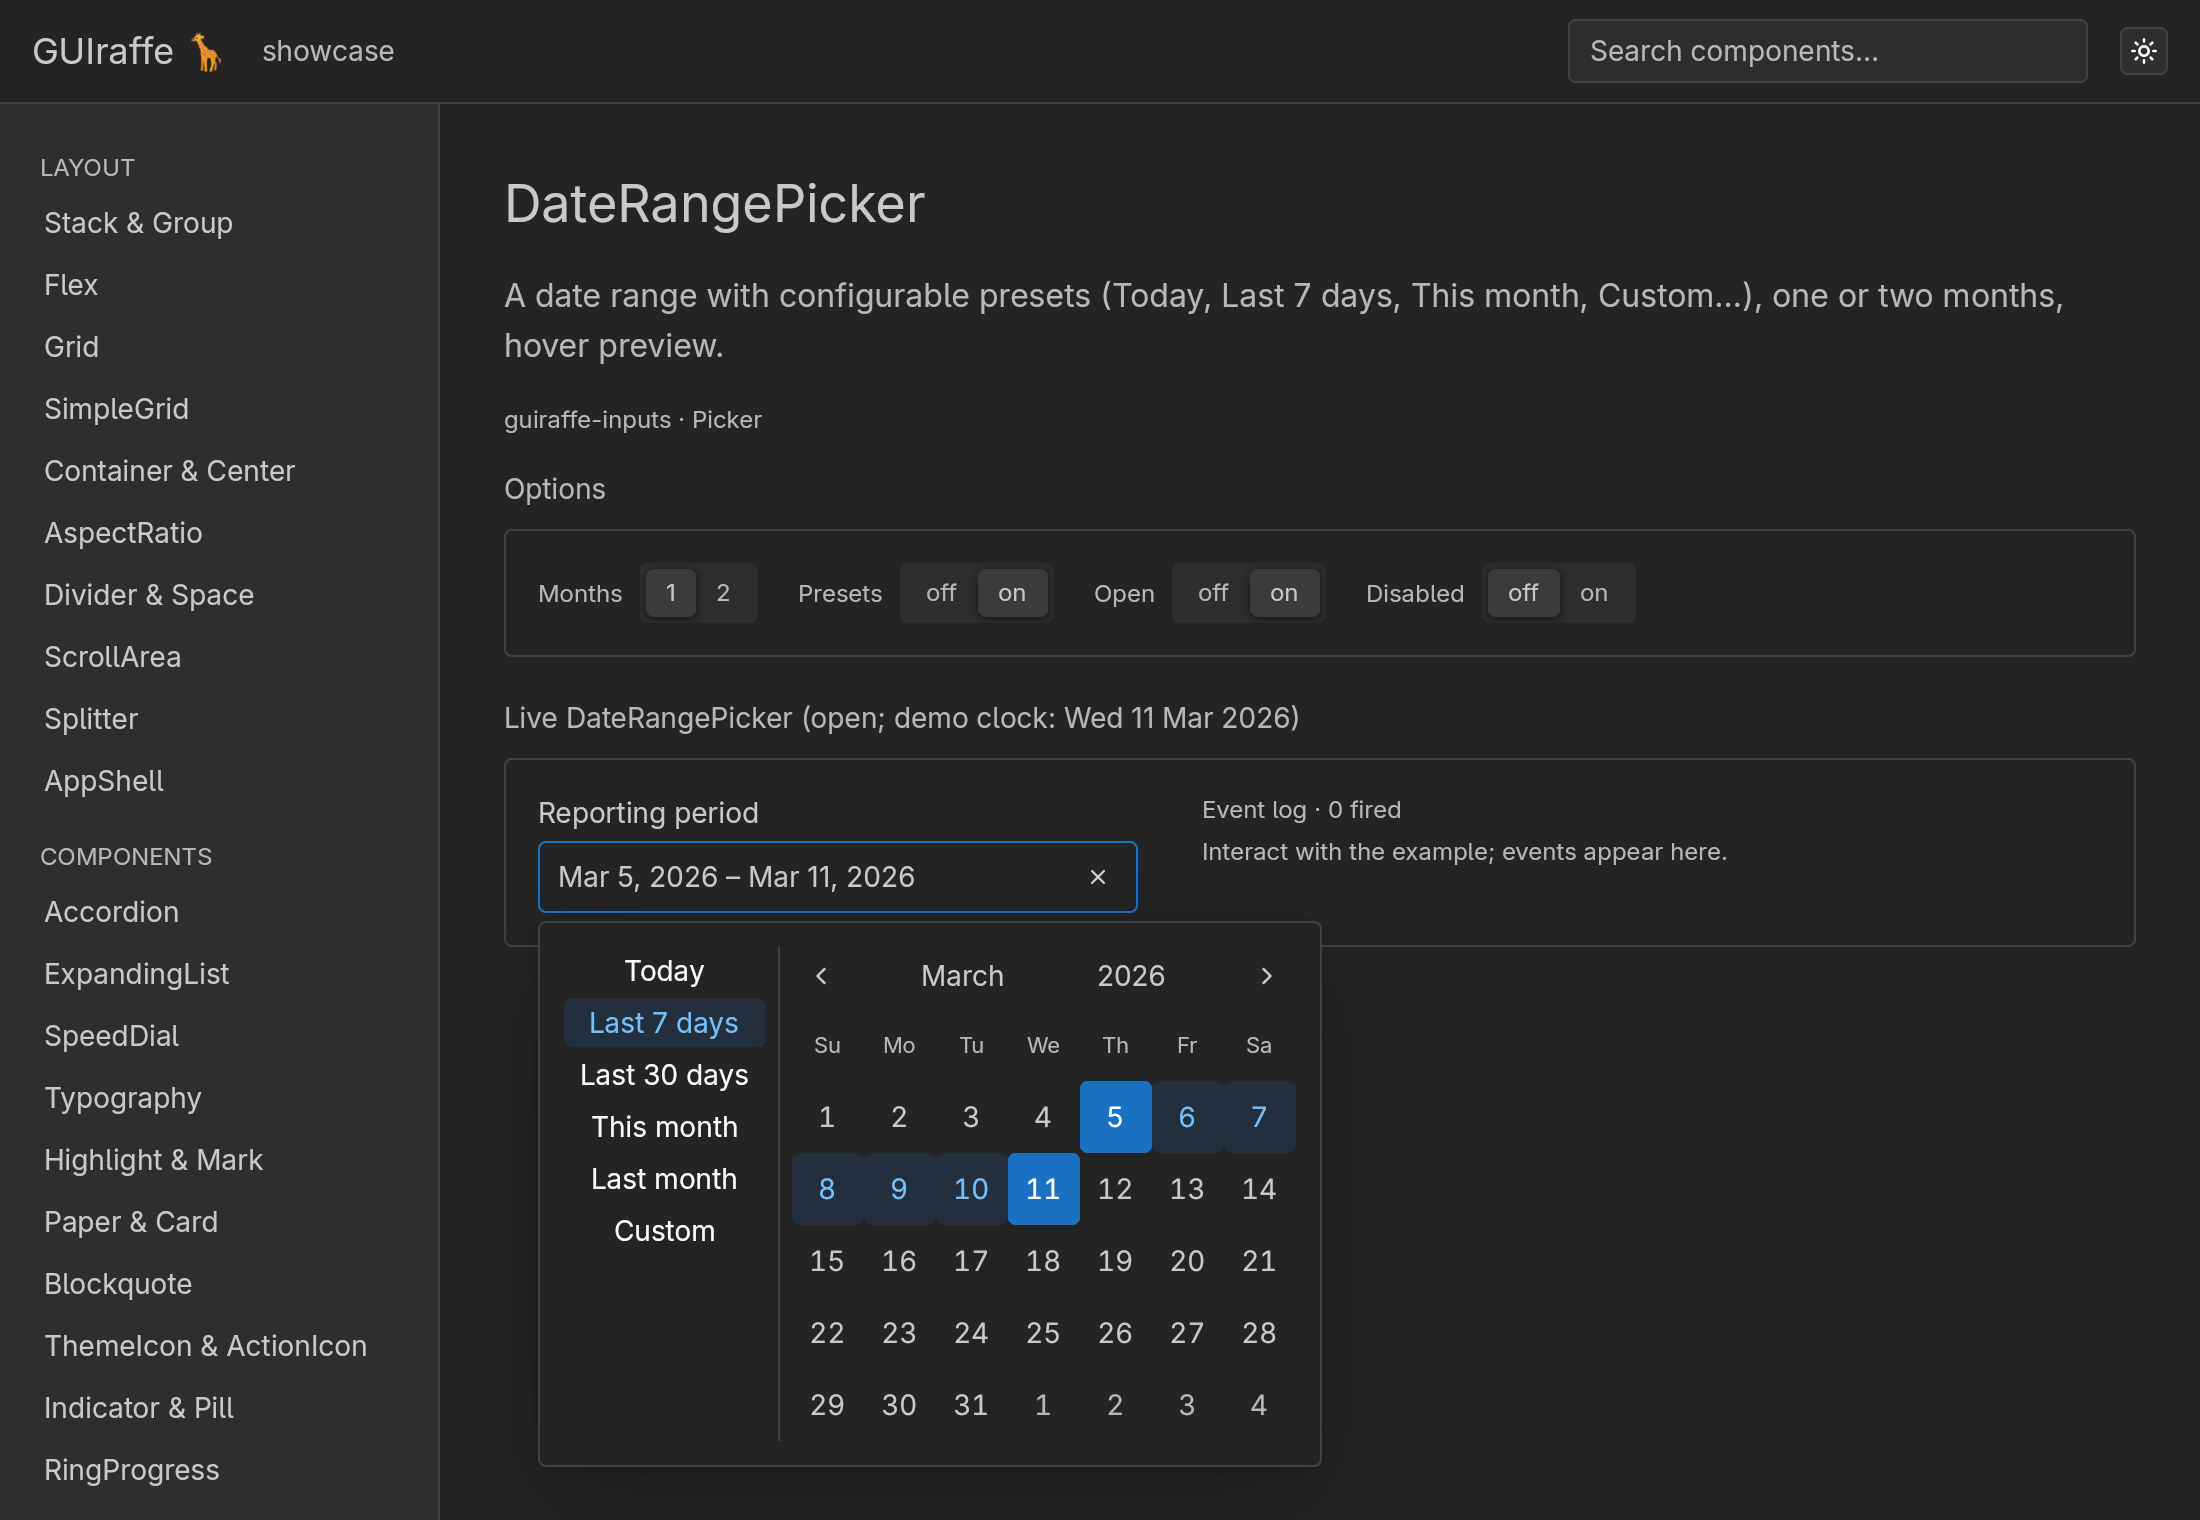 GUIraffe 🦒 showcase
Search components...
LAYOUT
Stack & Group
Flex
Grid
SimpleGrid
Container & Center
AspectRatio
Divider & Space
ScrollArea
Splitter
AppShell
COMPONENTS
Accordion
ExpandingList
SpeedDial
Typography
Highlight & Mark
Paper & Card
Blockquote
ThemeIcon & ActionIcon
Indicator & Pill
RingProgress
DateRangePicker
A date range with configurable presets (Today, Last 7 days, This month, Custom...), one or two months,
hover preview.
guiraffe-inputs · Picker
Options
Months 1 2 Presets off on Open off on Disabled off on
Live DateRangePicker (open; demo clock: Wed 11 Mar 2026)
Reporting period
Mar 5, 2026 – Mar 11, 2026
Event log · 0 fired
Interact with the example; events appear here.
Today
Last 7 days
Last 30 days
This month
Last month
Custom
March 2026
Su Mo Tu We Th Fr Sa
1 2 3 4 5 6 7
8 9 10 11 12 13 14
15 16 17 18 19 20 21
22 23 24 25 26 27 28
29 30 31 1 2 3 4